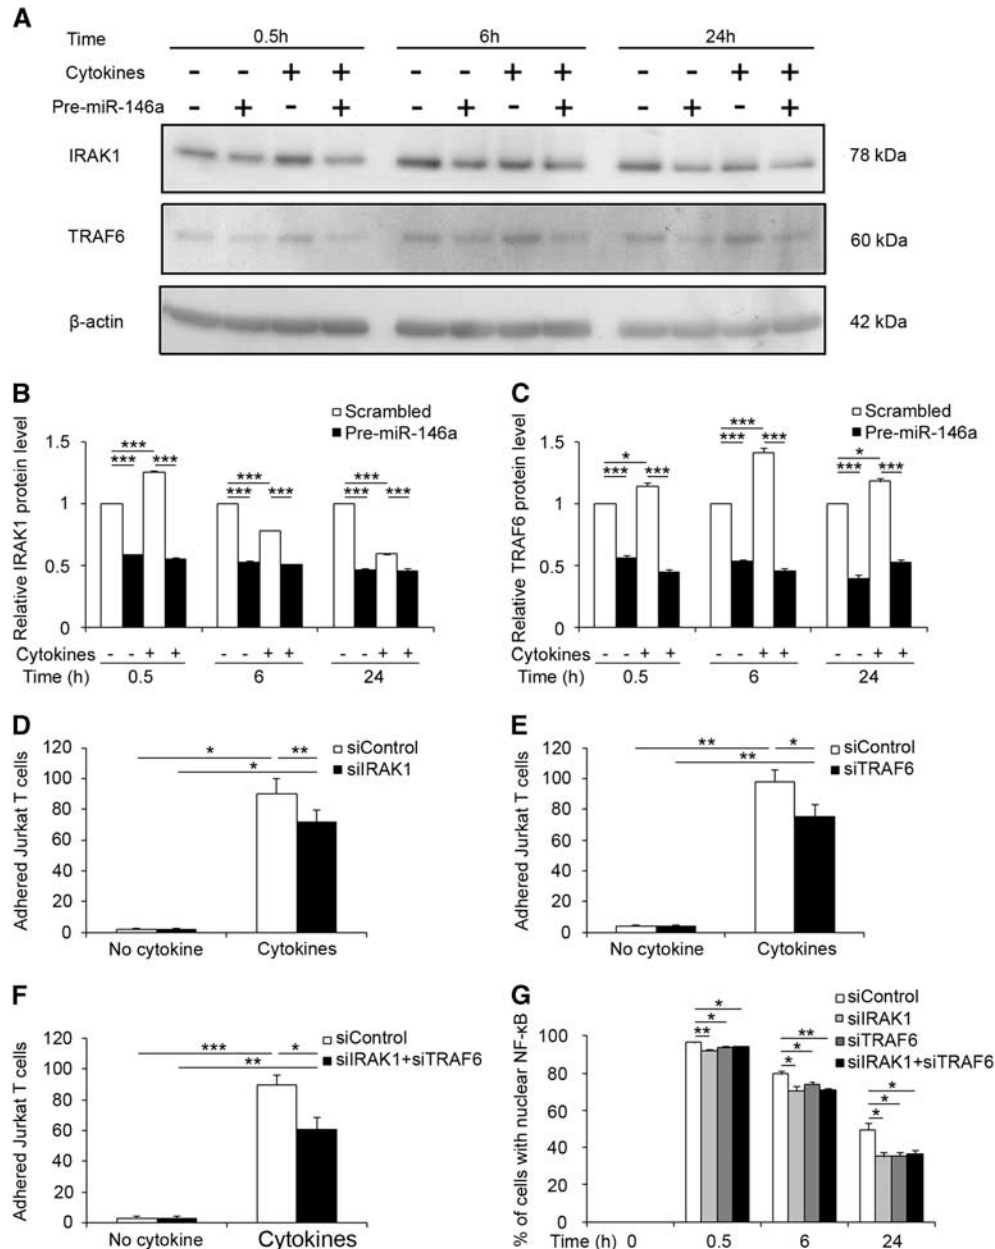 A
Time 0.5h 6h 24h
Cytokines - - + + - - + + - - + +
Pre-miR-146a - + - + - + - + - + - +
IRAK1 78 kDa
TRAF6 60 kDa
β-actin 42 kDa
B
Scrambled
Pre-miR-146a
Relative IRAK1 protein level
1.5
1
0.5
0
*** *** ***
*** *** ***
*** *** ***
Cytokines - - + + - - + + - - + +
Time (h) 0.5 6 24
C
Scrambled
Pre-miR-146a
Relative TRAF6 protein level
1.5
1
0.5
0
* *** ***
*** *** ***
* *** ***
Cytokines - - + + - - + + - - + +
Time (h) 0.5 6 24
D
siControl
siIRAK1
Adhered Jurkat T cells
120
100
80
60
40
20
0
* **
*
No cytokine Cytokines
E
siControl
siTRAF6
Adhered Jurkat T cells
120
100
80
60
40
20
0
** *
**
No cytokine Cytokines
F
siControl
siIRAK1+siTRAF6
Adhered Jurkat T cells
120
100
80
60
40
20
0
*** *
**
No cytokine Cytokines
G
siControl
siIRAK1
siTRAF6
siIRAK1+siTRAF6
% of cells with nuclear NF-κB
100
80
60
40
20
0
*
*
**
**
*
*
*
*
*
Time (h) 0 0.5 6 24